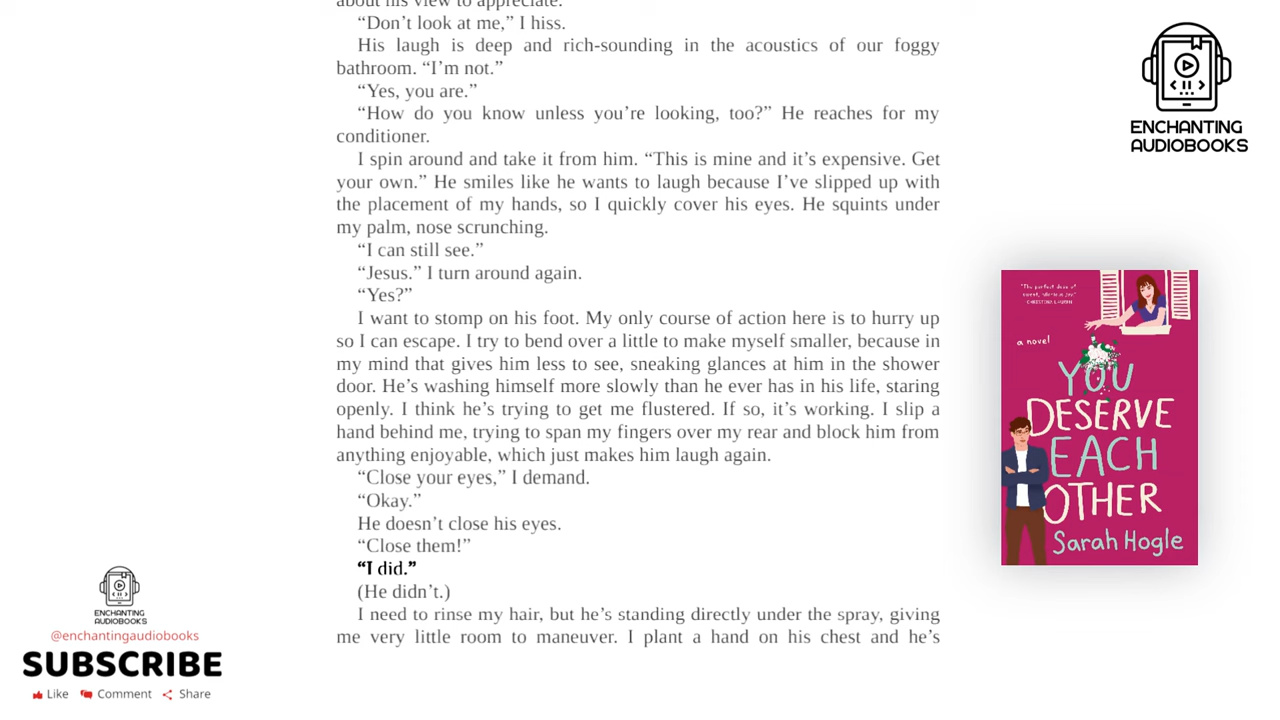 about his view to appreciate.
“Don’t look at me,” I hiss.
His laugh is deep and rich-sounding in the acoustics of our foggy
bathroom. “I’m not.”
“Yes, you are.”
“How do you know unless you’re looking, too?” He reaches for my
conditioner.
I spin around and take it from him. “This is mine and it’s expensive. Get
your own.” He smiles like he wants to laugh because I’ve slipped up with
the placement of my hands, so I quickly cover his eyes. He squints under
my palm, nose scrunching.
“I can still see.”
“Jesus.” I turn around again.
“Yes?”
I want to stomp on his foot. My only course of action here is to hurry up
so I can escape. I try to bend over a little to make myself smaller, because in
my mind that gives him less to see, sneaking glances at him in the shower
door. He’s washing himself more slowly than he ever has in his life, staring
openly. I think he’s trying to get me flustered. If so, it’s working. I slip a
hand behind me, trying to span my fingers over my rear and block him from
anything enjoyable, which just makes him laugh again.
“Close your eyes,” I demand.
“Okay.”
He doesn’t close his eyes.
“Close them!”
“I did.”
(He didn’t.)
I need to rinse my hair, but he’s standing directly under the spray, giving
me very little room to maneuver. I plant a hand on his chest and he’s
ENCHANTING
AUDIOBOOKS
"The perfect dose of
CHRISTINA LAUREN
a novel
YOU
DESERVE
EACH
OTHER
Sarah Hogle
ENCHANTING
AUDIOBOOKS
@enchantingaudiobooks
SUBSCRIBE
Like Comment Share